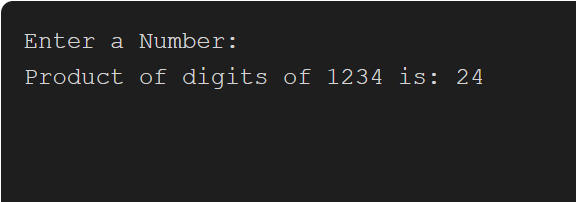 Enter a Number:
Product of digits of 1234 is: 24